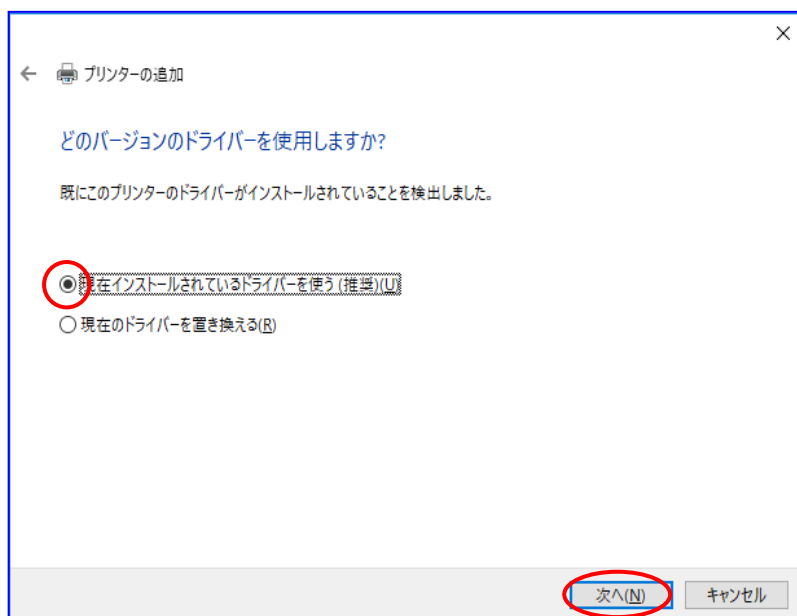 プリンターの追加
どのバージョンのドライバーを使用しますか?
既にこのプリンターのドライバーがインストールされていることを検出しました。
現在インストールされているドライバーを使う (推奨)(U)
現在のドライバーを置き換える(R)
次へ(N)
キャンセル